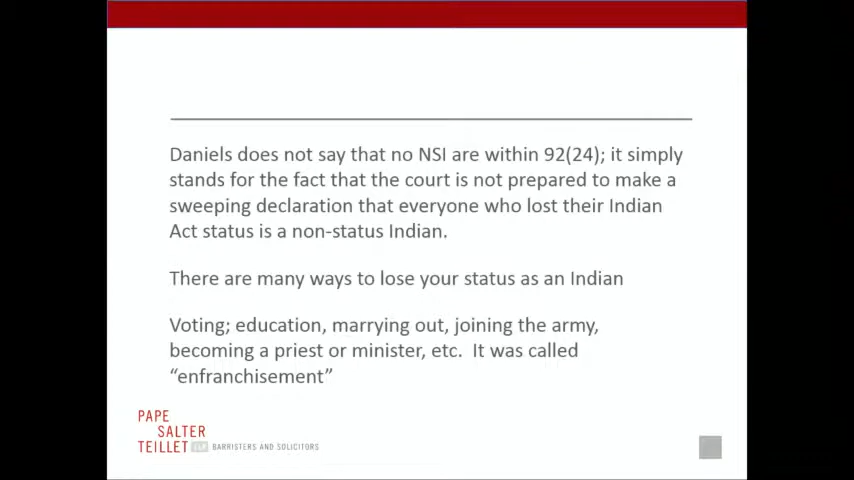 Daniels does not say that no NSI are within 92(24); it simply
stands for the fact that the court is not prepared to make a
sweeping declaration that everyone who lost their Indian
Act status is a non-status Indian.
There are many ways to lose your status as an Indian
Voting; education, marrying out, joining the army,
becoming a priest or minister, etc.  It was called
“enfranchisement”
PAPE
SALTER
TEILLET LLP BARRISTERS AND SOLICITORS